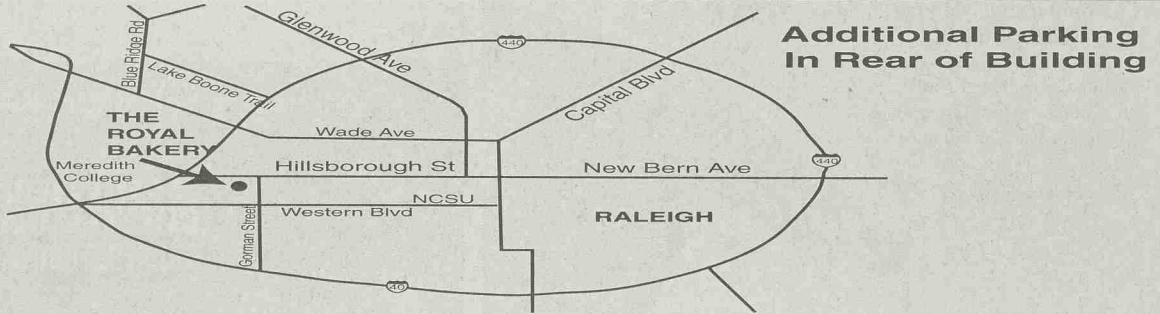 Additional Parking
In Rear of Building
Glenwood Ave
440
Blue Ridge Rd
Lake Boone Trail
Capital Blvd
THE
ROYAL
BAKERY
Wade Ave
Meredith
College
Hillsborough St
New Bern Ave
440
NCSU
Western Blvd
RALEIGH
Gorman Street
40